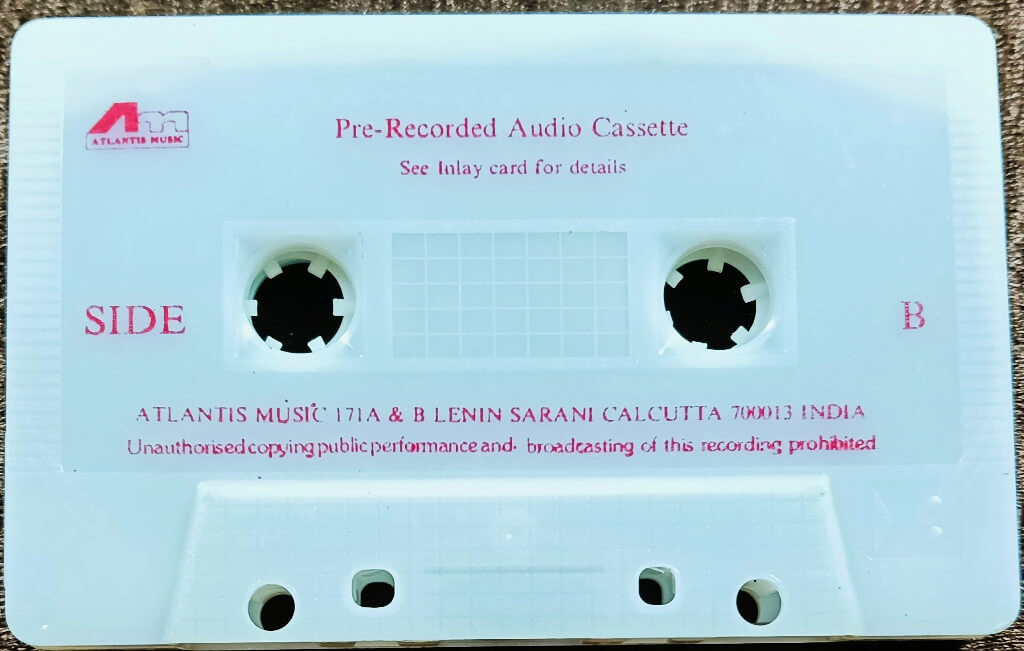 Am
ATLANTIS MUSIC
Pre-Recorded Audio Cassette
See Inlay card for details
SIDE B
ATLANTIS MUSIC 171A & B LENIN SARANI CALCUTTA 700013 INDIA
Unauthorised copying public performance and. broadcasting of this recording prohibited